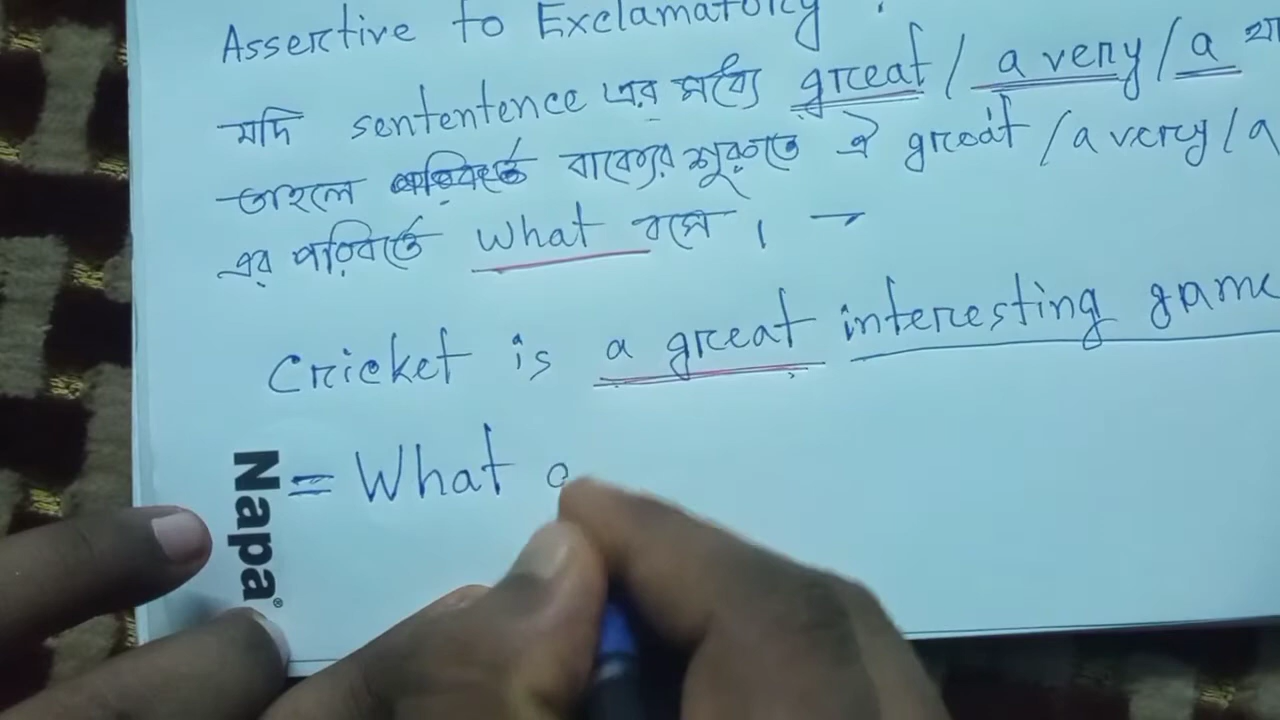 Assertive to Exclamatory :
যদি sententence এর মধ্যে great / a very / a থা
তাহলে বাক্যের শুরুতে ঐ great / a very / a
এর পরিবর্তে what বসে । →
Cricket is a great interesting game
= What a
Napa®